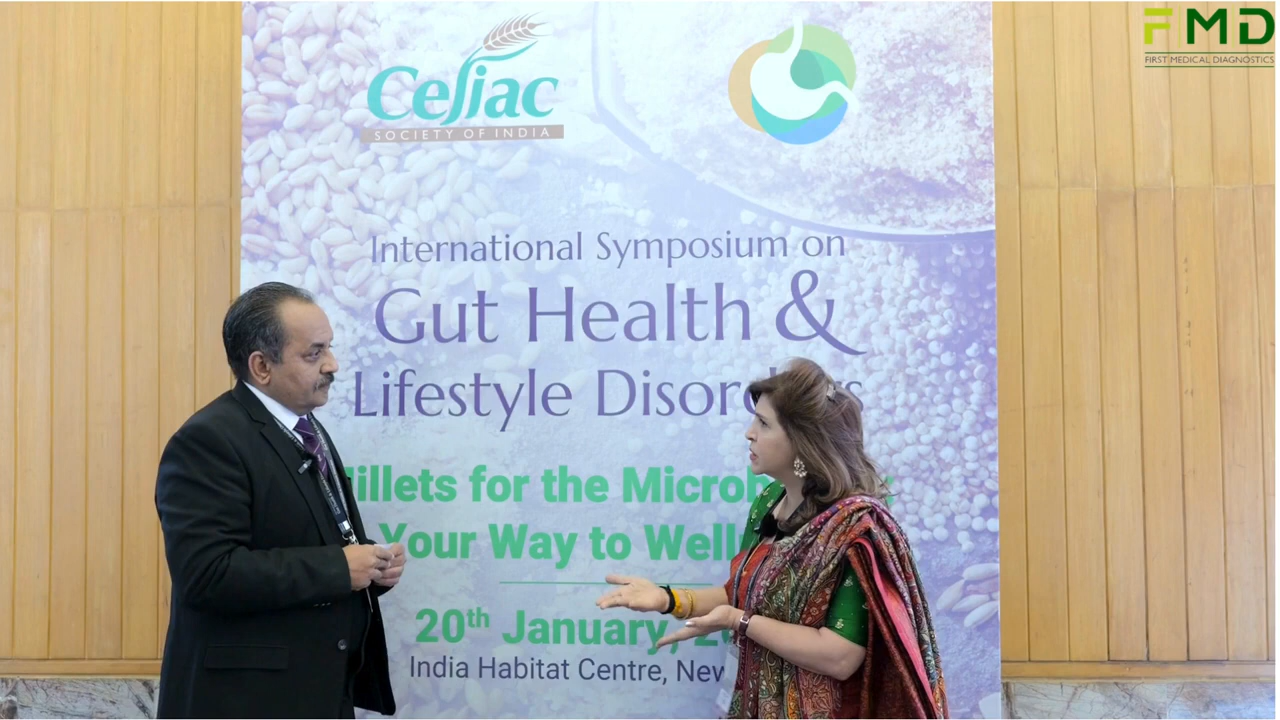 Celiac
SOCIETY OF INDIA
FMD
FIRST MEDICAL DIAGNOSTICS
International Symposium on
Gut Health &
Lifestyle
for the
Your Way to
20th January,
India Habitat Centre,